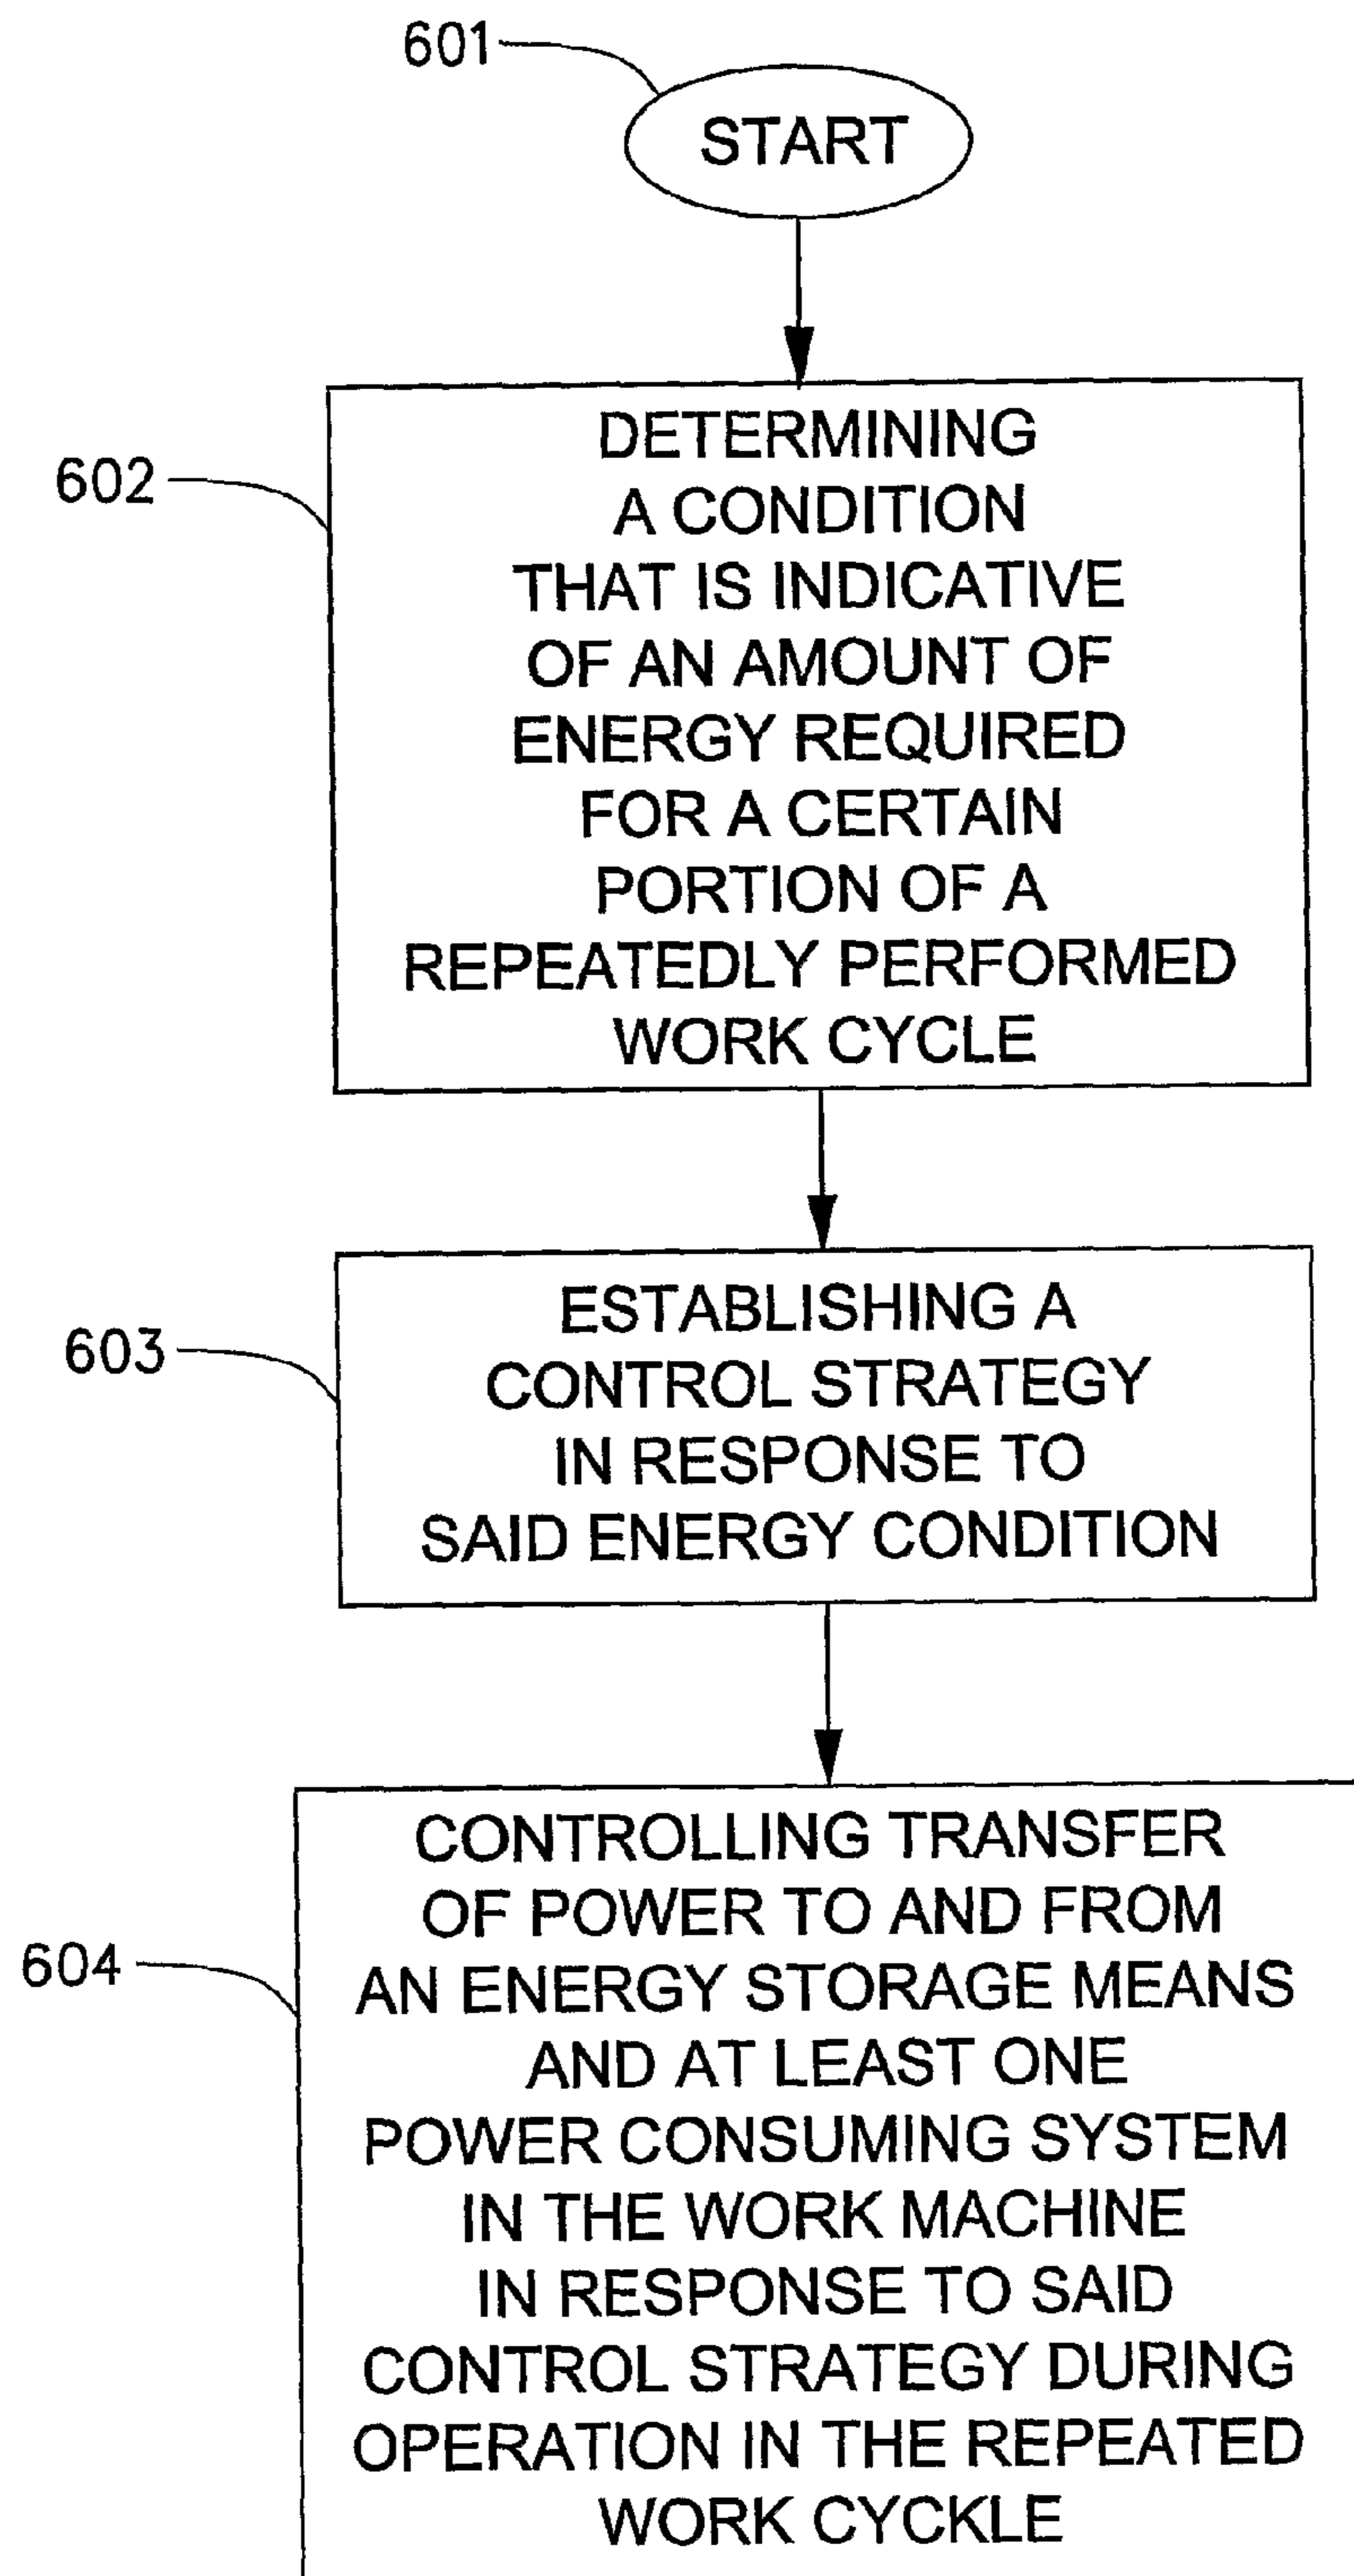 601
START
602
DETERMINING
A CONDITION
THAT IS INDICATIVE
OF AN AMOUNT OF
ENERGY REQUIRED
FOR A CERTAIN
PORTION OF A
REPEATEDLY PERFORMED
WORK CYCLE
603
ESTABLISHING A
CONTROL STRATEGY
IN RESPONSE TO
SAID ENERGY CONDITION
604
CONTROLLING TRANSFER
OF POWER TO AND FROM
AN ENERGY STORAGE MEANS
AND AT LEAST ONE
POWER CONSUMING SYSTEM
IN THE WORK MACHINE
IN RESPONSE TO SAID
CONTROL STRATEGY DURING
OPERATION IN THE REPEATED
WORK CYCKLE